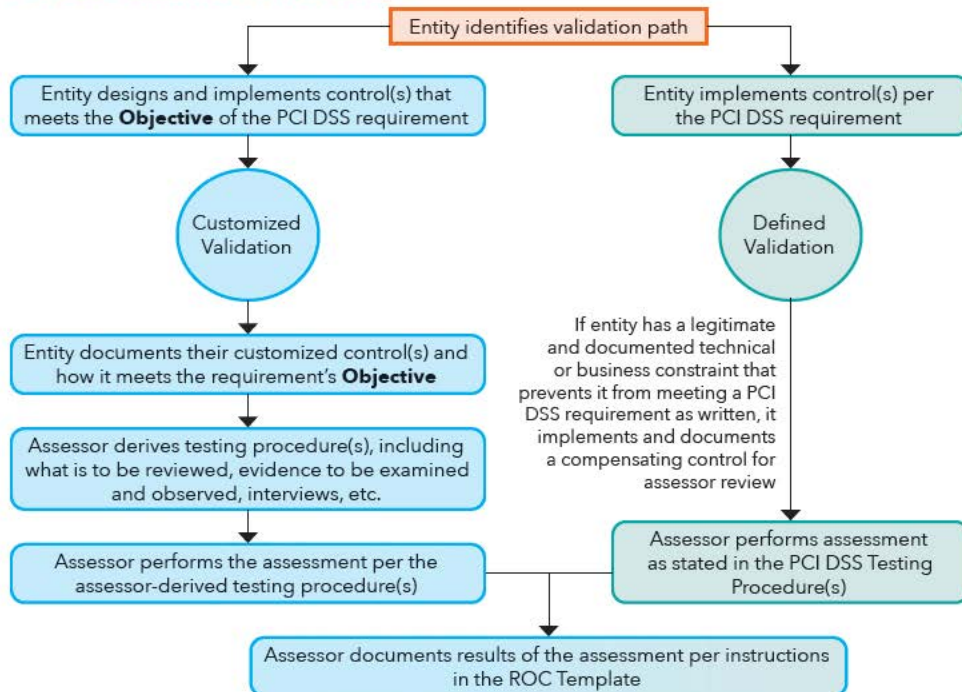 Entity identifies validation path
Entity designs and implements control(s) that
meets the Objective of the PCI DSS requirement
Entity implements control(s) per
the PCI DSS requirement
Customized
Validation
Defined
Validation
If entity has a legitimate
and documented technical
or business constraint that
prevents it from meeting a PCI
DSS requirement as written, it
implements and documents
a compensating control for
assessor review
Entity documents their customized control(s) and
how it meets the requirement's Objective
Assessor derives testing procedure(s), including
what is to be reviewed, evidence to be examined
and observed, interviews, etc.
Assessor performs the assessment per the
assessor-derived testing procedure(s)
Assessor performs assessment
as stated in the PCI DSS Testing
Procedure(s)
Assessor documents results of the assessment per instructions
in the ROC Template